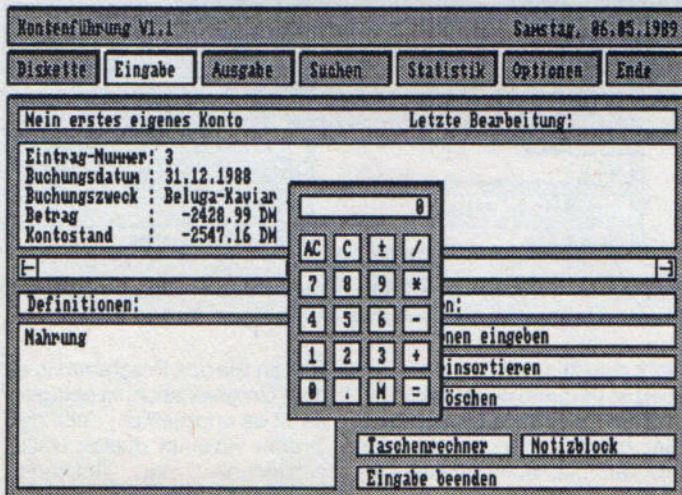 Kontenführung V1.1 Samstag, 06.05.1989
Diskette Eingabe Ausgabe Suchen Statistik Optionen Ende
Mein erstes eigenes Konto Letzte Bearbeitung:
Eintrag-Nummer: 3
Buchungsdatum : 31.12.1988
Buchungszweck : Beluga-Kaviar
Betrag : -2428.99 DM
Kontostand : -2547.16 DM
0
AC C ± /
7 8 9 *
4 5 6 -
1 2 3 +
0 . M =
Definitionen: n:
Nahrung
onen eingeben
einsortieren
öschen
Taschenrechner Notizblock
Eingabe beenden